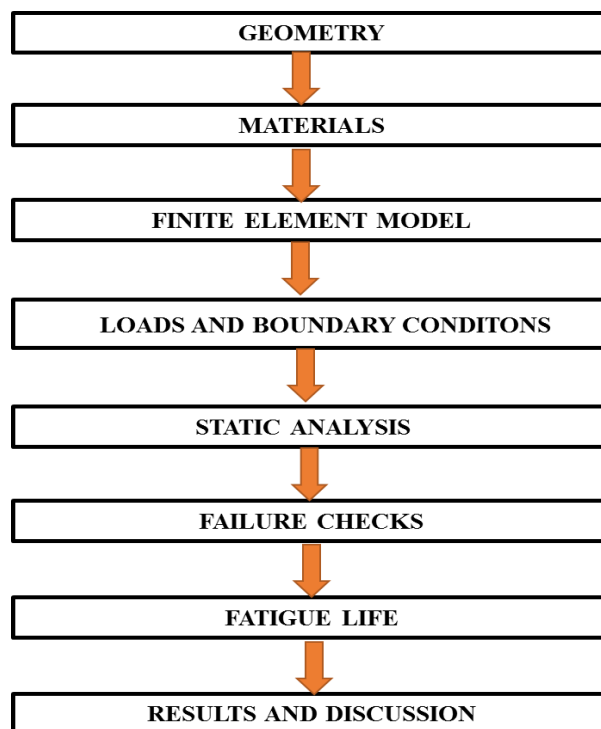 GEOMETRY
MATERIALS
FINITE ELEMENT MODEL
LOADS AND BOUNDARY CONDITONS
STATIC ANALYSIS
FAILURE CHECKS
FATIGUE LIFE
RESULTS AND DISCUSSION